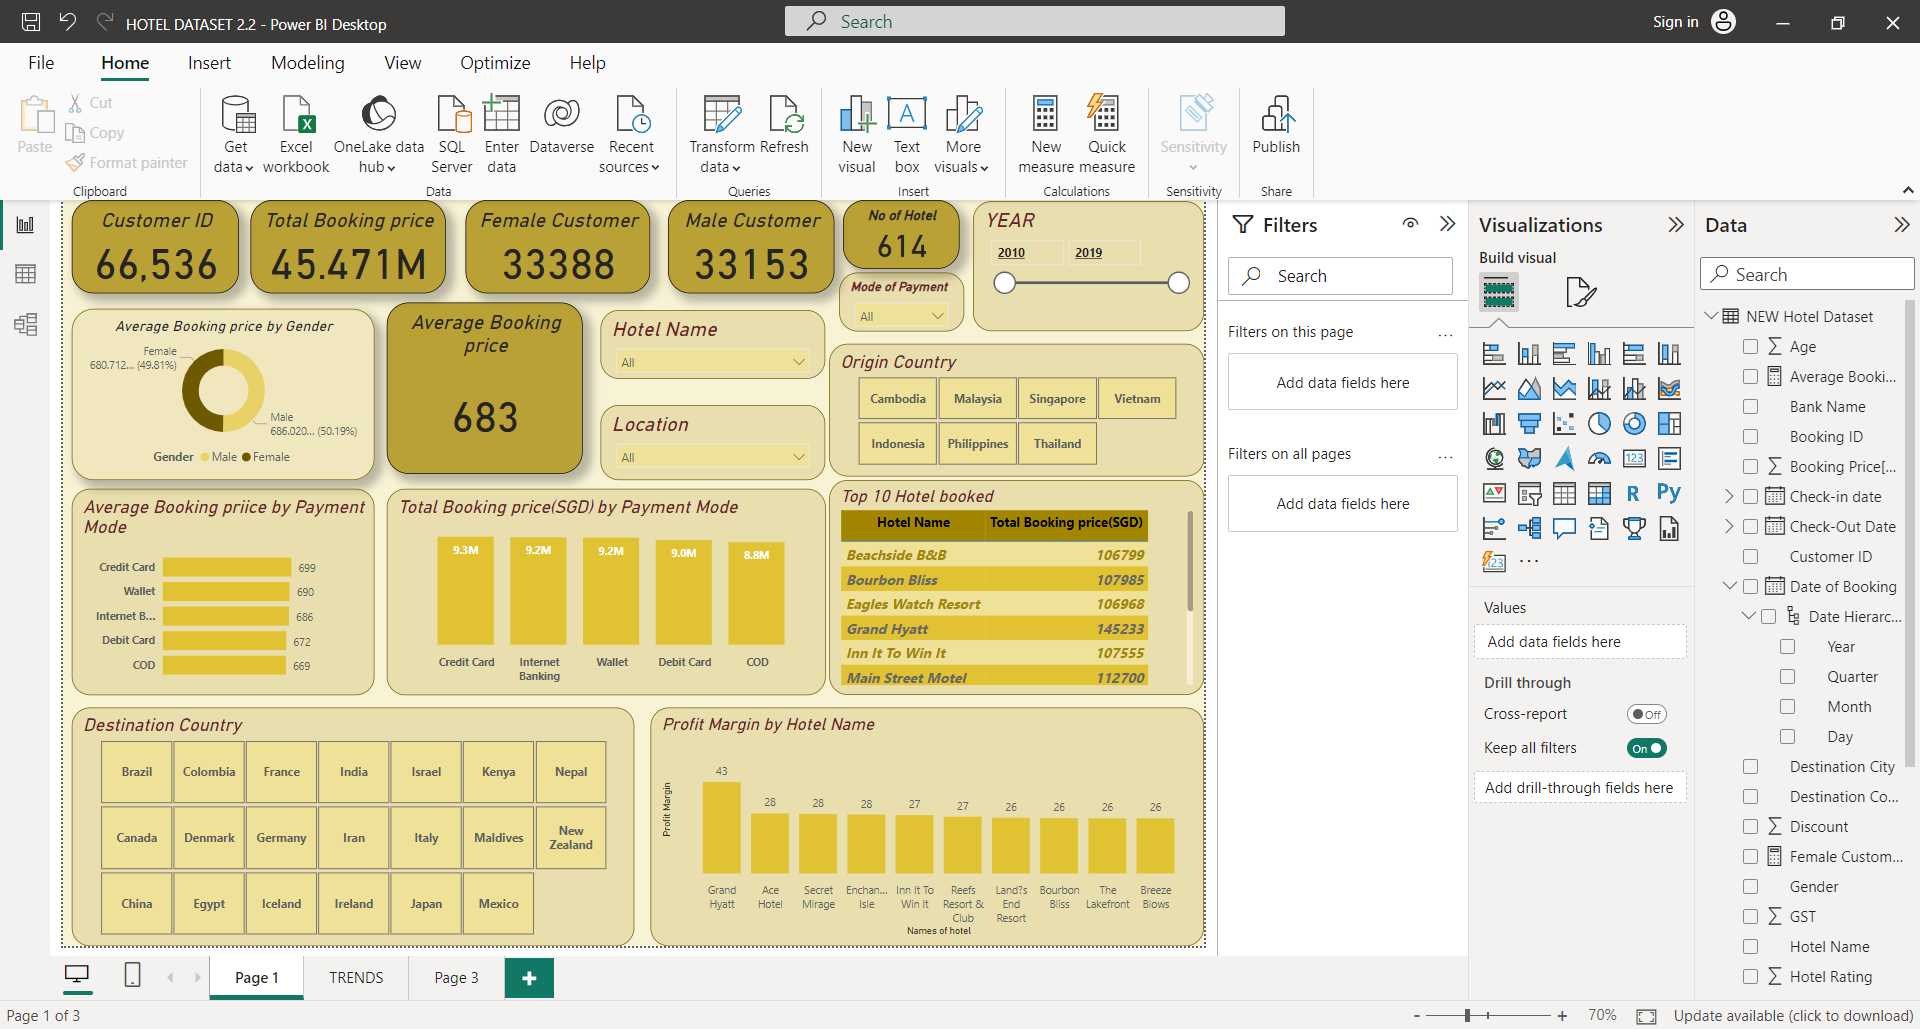 HOTEL DATASET 2.2 - Power BI Desktop
Search
Sign in
File
Home
Insert
Modeling
View
Optimize
Help
Paste
Cut
Copy
Format painter
Clipboard
Get data
Excel workbook
OneLake data hub
SQL Server
Enter data
Dataverse
Recent sources
Data
Transform data
Refresh
Queries
New visual
Text box
More visuals
Insert
New measure
Quick measure
Calculations
Sensitivity
Sensitivity
Publish
Share
Customer ID
66,536
Total Booking price
45.471M
Female Customer
33388
Male Customer
33153
No of Hotel
614
YEAR
2010
2019
Mode of Payment
All
Average Booking price by Gender
Female
680.712... (49.81%)
Male
686.020... (50.19%)
Gender
Male
Female
Average Booking
price
683
Hotel Name
All
Location
All
Origin Country
Cambodia
Malaysia
Singapore
Vietnam
Indonesia
Philippines
Thailand
Average Booking priice by Payment
Mode
Credit Card
699
Wallet
690
Internet B...
686
Debit Card
672
COD
669
Total Booking price(SGD) by Payment Mode
9.3M
9.2M
9.2M
9.0M
8.8M
Credit Card
Internet
Banking
Wallet
Debit Card
COD
Top 10 Hotel booked
Hotel Name
Total Booking price(SGD)
Beachside B&B
106799
Bourbon Bliss
107985
Eagles Watch Resort
106968
Grand Hyatt
145233
Inn It To Win It
107555
Main Street Motel
112700
Destination Country
Brazil
Colombia
France
India
Israel
Kenya
Nepal
Canada
Denmark
Germany
Iran
Italy
Maldives
New
Zealand
China
Egypt
Iceland
Ireland
Japan
Mexico
Profit Margin by Hotel Name
Profit Margin
43
28
28
28
27
27
26
26
26
26
Grand
Hyatt
Ace
Hotel
Secret
Mirage
Enchan...
Isle
Inn It To
Win It
Reefs
Resort &
Club
Land?s
End
Resort
Bourbon
Bliss
The
Lakefront
Breeze
Blows
Names of hotel
Filters
Search
Filters on this page
...
Add data fields here
Filters on all pages
...
Add data fields here
Visualizations
Build visual
123
R
Py
123
...
Values
Add data fields here
Drill through
Cross-report
Off
Keep all filters
On
Add drill-through fields here
Data
Search
NEW Hotel Dataset
Age
Average Booki...
Bank Name
Booking ID
Booking Price[...
Check-in date
Check-Out Date
Customer ID
Date of Booking
Date Hierarc...
Year
Quarter
Month
Day
Destination City
Destination Co...
Discount
Female Custom...
Gender
GST
Hotel Name
Hotel Rating
Page 1
TRENDS
Page 3
+
Page 1 of 3
-
+
70%
Update available (click to download)